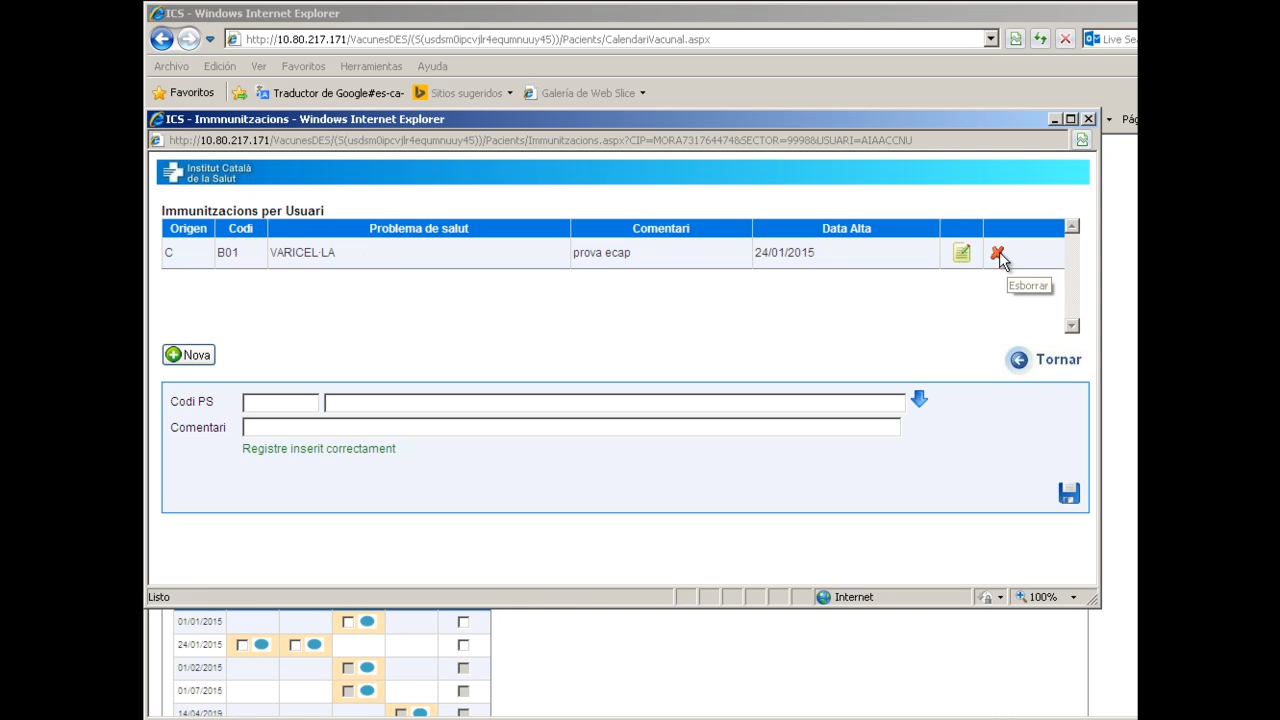 ICS - Windows Internet Explorer
http://10.80.217.171/VacunesDES/(S(usdsm0ipcvjlr4equmnuuy45))/Pacients/CalendariVacunal.aspx
Live Se
Archivo Edición Ver Favoritos Herramientas Ayuda
Favoritos Traductor de Google#es-ca- Sitios sugeridos Galería de Web Slice
Pág
ICS - Immnunitzacions - Windows Internet Explorer
http://10.80.217.171/VacunesDES/(S(usdsm0ipcvjlr4equmnuuy45))/Pacients/Immunitzacions.aspx?CIP=MORA731764474&SECTOR=9998&USUARI=AIAACCNU
Institut Català
de la Salut
Immunitzacions per Usuari
Origen Codi Problema de salut Comentari Data Alta
C B01 VARICEL·LA prova ecap 24/01/2015
Esborrar
Nova
Tornar
Codi PS
Comentari
Registre inserit correctament
Listo Internet 100%
01/01/2015
24/01/2015
01/02/2015
01/07/2015
14/04/2019